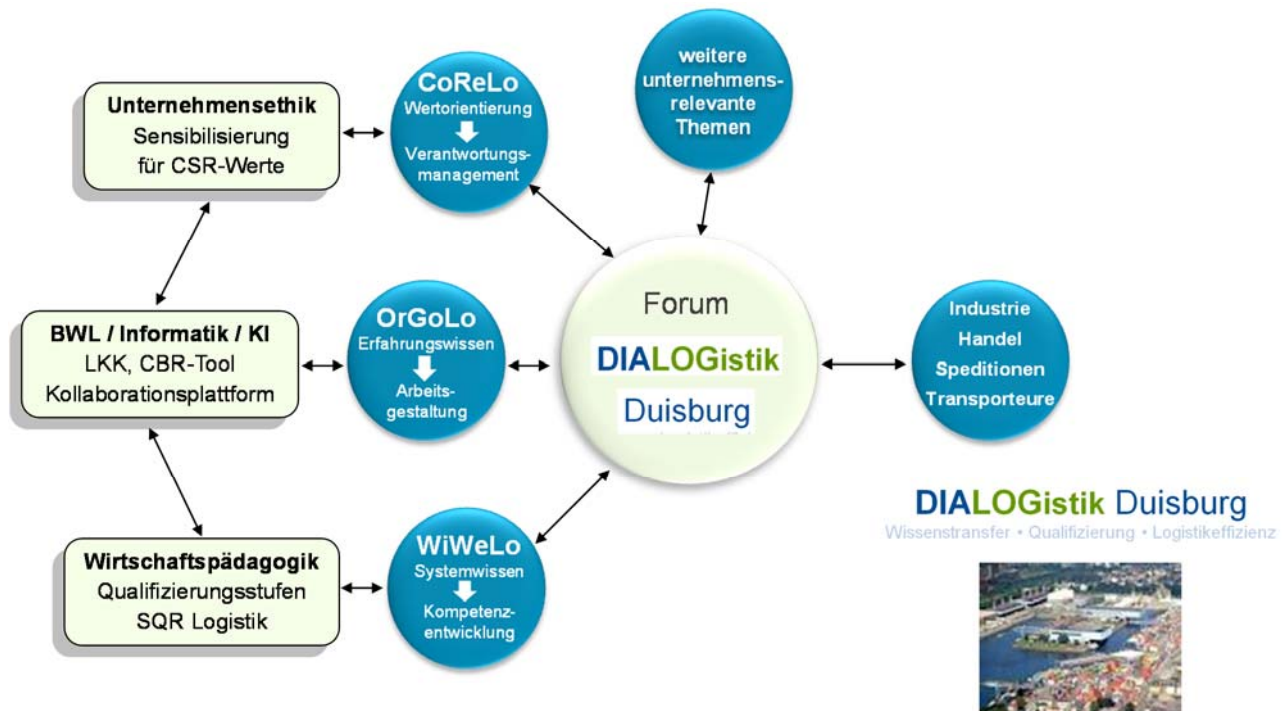 Unternehmensethik
Sensibilisierung
für CSR-Werte
CoReLo
Wertorientierung
Verantwortungs-
management
weitere
unternehmens-
relevante
Themen
BWL / Informatik / KI
LKK, CBR-Tool
Kollaborationsplattform
OrGoLo
Erfahrungswissen
Arbeits-
gestaltung
Forum
DIALOGistik
Duisburg
Industrie
Handel
Speditionen
Transporteure
Wirtschaftspädagogik
Qualifizierungsstufen
SQR Logistik
WiWeLo
Systemwissen
Kompetenz-
entwicklung
DIALOGistik Duisburg
Wissenstransfer • Qualifizierung • Logistikeffizienz